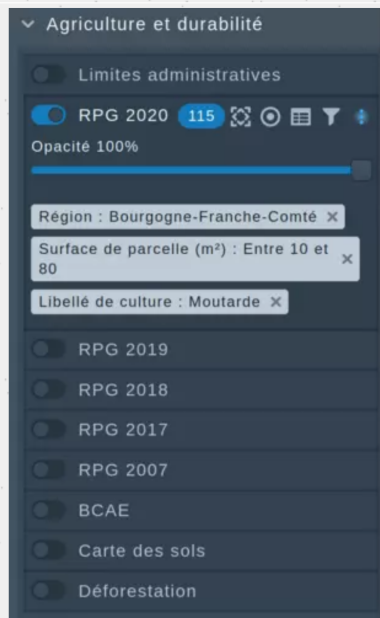 Agriculture et durabilité
Limites administratives
RPG 2020 115
Opacité 100%
Région : Bourgogne-Franche-Comté ×
Surface de parcelle (m²) : Entre 10 et
80 ×
Libellé de culture : Moutarde ×
RPG 2019
RPG 2018
RPG 2017
RPG 2007
BCAE
Carte des sols
Déforestation